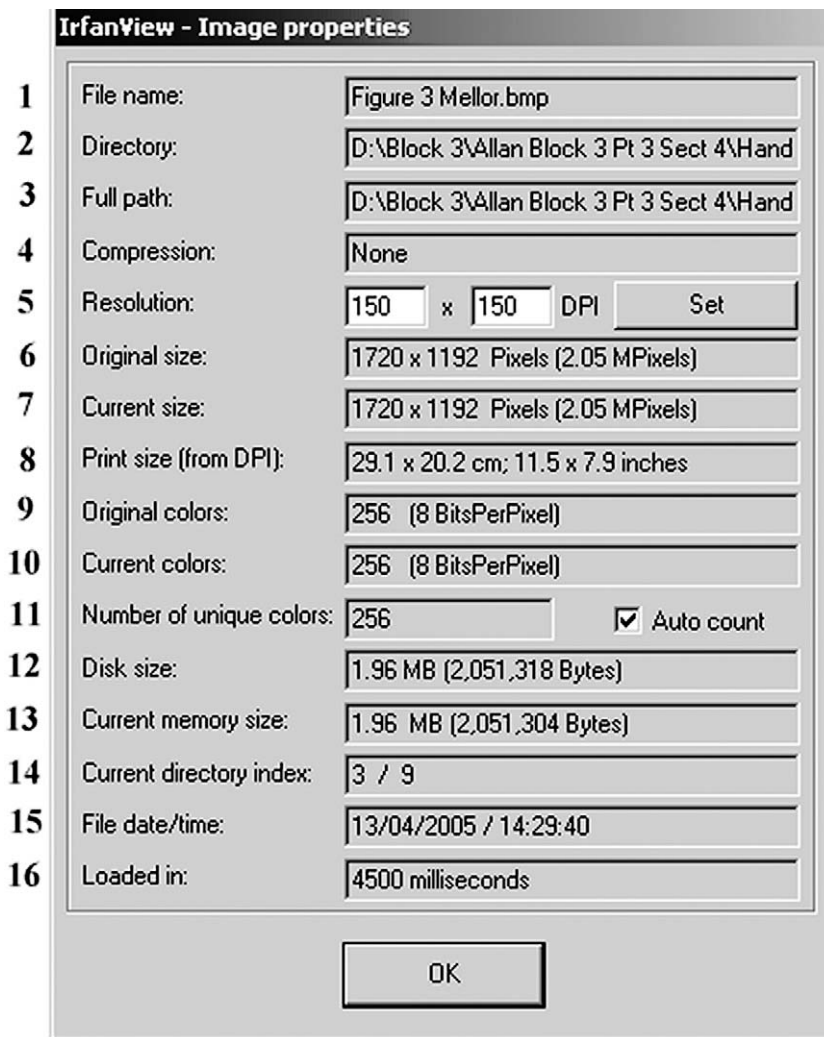 IrfanView - Image properties
1 File name: Figure 3 Mellor.bmp
2 Directory: D:\Block 3\Allan Block 3 Pt 3 Sect 4\Hand
3 Full path: D:\Block 3\Allan Block 3 Pt 3 Sect 4\Hand
4 Compression: None
5 Resolution: 150 x 150 DPI Set
6 Original size: 1720 x 1192 Pixels (2.05 MPixels)
7 Current size: 1720 x 1192 Pixels (2.05 MPixels)
8 Print size (from DPI): 29.1 x 20.2 cm; 11.5 x 7.9 inches
9 Original colors: 256 (8 BitsPerPixel)
10 Current colors: 256 (8 BitsPerPixel)
11 Number of unique colors: 256 Auto count
12 Disk size: 1.96 MB (2,051,318 Bytes)
13 Current memory size: 1.96 MB (2,051,304 Bytes)
14 Current directory index: 3 / 9
15 File date/time: 13/04/2005 / 14:29:40
16 Loaded in: 4500 milliseconds
OK